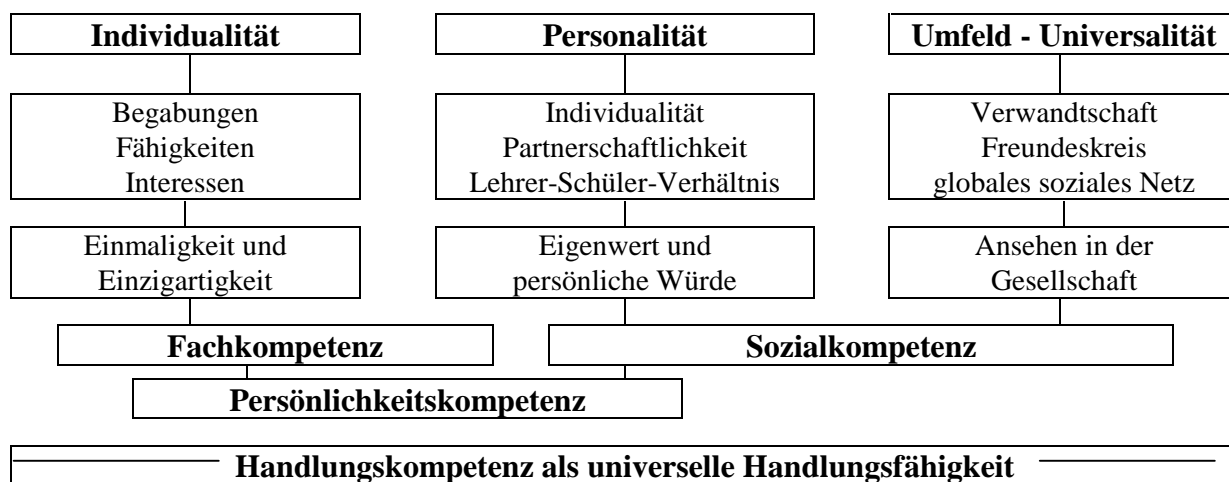 Individualität
Personalität
Umfeld - Universalität
Begabungen
Fähigkeiten
Interessen
Individualität
Partnerschaftlichkeit
Lehrer-Schüler-Verhältnis
Verwandtschaft
Freundeskreis
globales soziales Netz
Einmaligkeit und
Einzigartigkeit
Eigenwert und
persönliche Würde
Ansehen in der
Gesellschaft
Fachkompetenz
Sozialkompetenz
Persönlichkeitskompetenz
Handlungskompetenz als universelle Handlungsfähigkeit